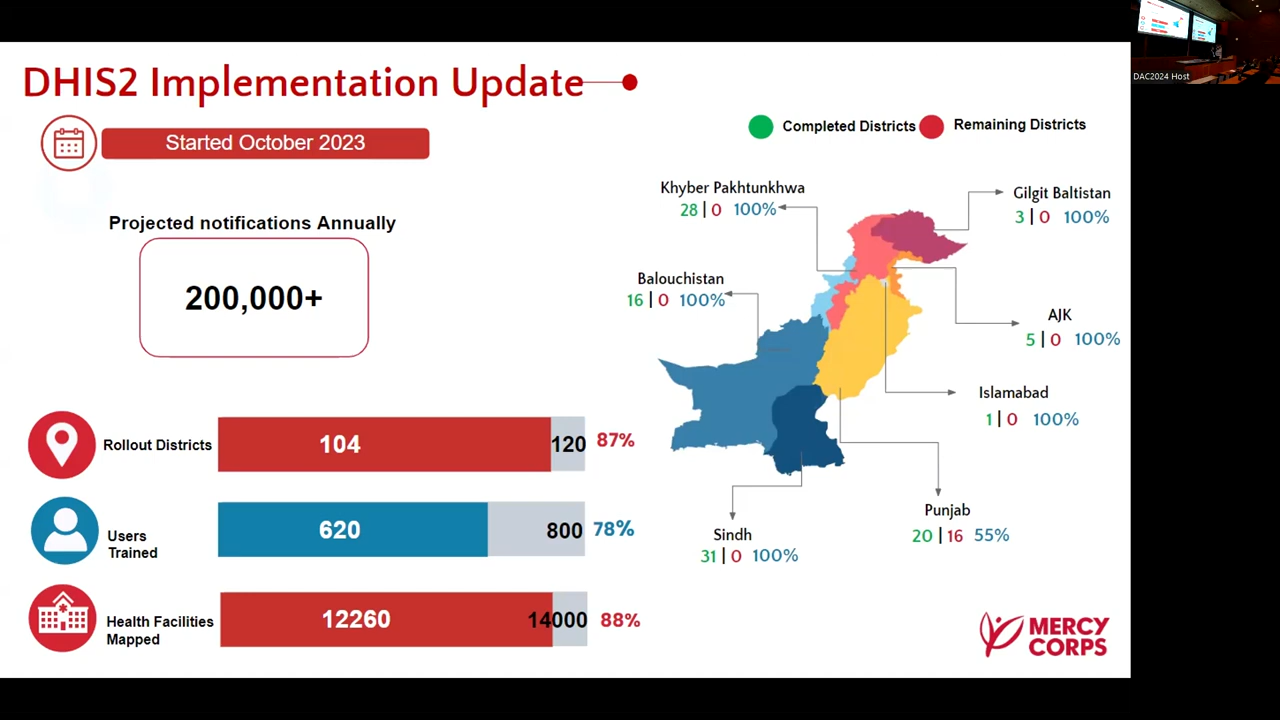 DHIS2 Implementation Update
Started October 2023
Projected notifications Annually
200,000+
Rollout Districts
104
120
87%
Users
Trained
620
800
78%
Health Facilities
Mapped
12260
14000
88%
Completed Districts
Remaining Districts
Khyber Pakhtunkhwa
28 | 0 100%
Gilgit Baltistan
3 | 0 100%
Balouchistan
16 | 0 100%
AJK
5 | 0 100%
Islamabad
1 | 0 100%
Punjab
20 | 16 55%
Sindh
31 | 0 100%
MERCY
CORPS
DAC2024 Host